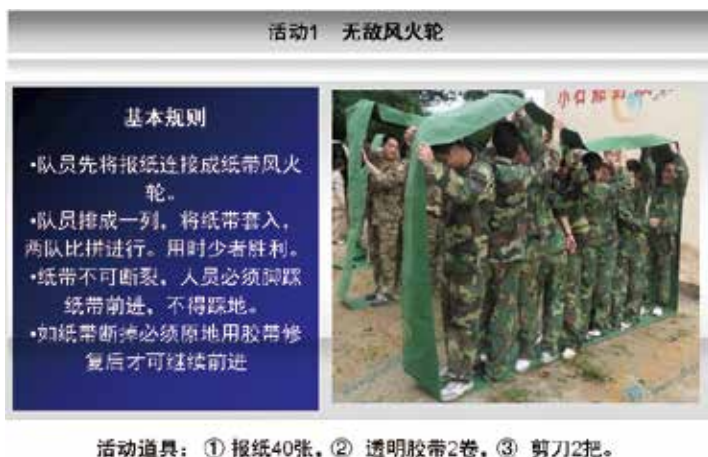 活动1 无敌风火轮
基本规则
•队员先将报纸连接成纸带风火
轮。
•队员排成一列，将纸带套入，
两队比拼进行。用时少者胜利。
•纸带不可断裂，人员必须脚踩
纸带前进，不得踩地。
•如纸带断掉必须原地用胶带修
复后才可继续前进
活动道具：① 报纸40张，② 透明胶带2卷，③ 剪刀2把。